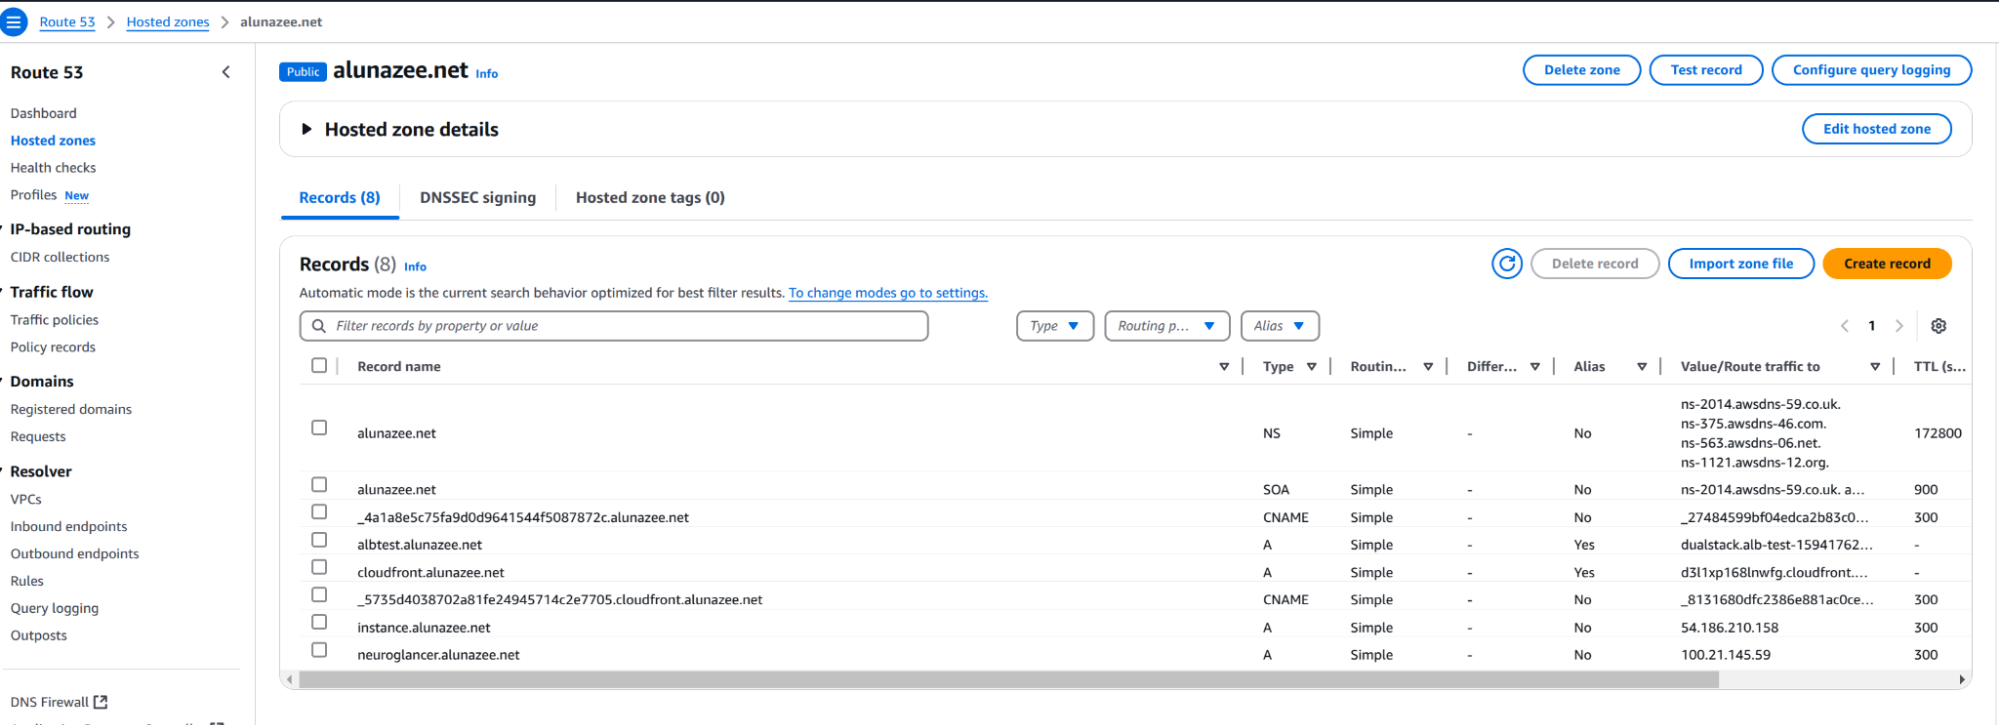 Route 53 > Hosted zones > alunazee.net
Route 53
Dashboard
Hosted zones
Health checks
Profiles New
IP-based routing
CIDR collections
Traffic flow
Traffic policies
Policy records
Domains
Registered domains
Requests
Resolver
VPCs
Inbound endpoints
Outbound endpoints
Rules
Query logging
Outposts
DNS Firewall
Public alunazee.net Info
Delete zone Test record Configure query logging
Hosted zone details
Edit hosted zone
Records (8) DNSSEC signing Hosted zone tags (0)
Records (8) Info
Delete record Import zone file Create record
Automatic mode is the current search behavior optimized for best filter results. To change modes go to settings.
Filter records by property or value
Type Routing p... Alias
1
Record name Type Routin... Differ... Alias Value/Route traffic to TTL (s...
alunazee.net NS Simple - No ns-2014.awsdns-59.co.uk. 172800
ns-375.awsdns-46.com.
ns-563.awsdns-06.net.
ns-1121.awsdns-12.org.
alunazee.net SOA Simple - No ns-2014.awsdns-59.co.uk. a... 900
_4a1a8e5c75fa9d0d9641544f5087872c.alunazee.net CNAME Simple - No _27484599bf04edca2b83c0... 300
albtest.alunazee.net A Simple - Yes dualstack.alb-test-15941762... -
cloudfront.alunazee.net A Simple - Yes d3l1xp168lnwfg.cloudfront.... -
_5735d4038702a81fe24945714c2e7705.cloudfront.alunazee.net CNAME Simple - No _8131680dfc2386e881ac0ce... 300
instance.alunazee.net A Simple - No 54.186.210.158 300
neuroglancer.alunazee.net A Simple - No 100.21.145.59 300